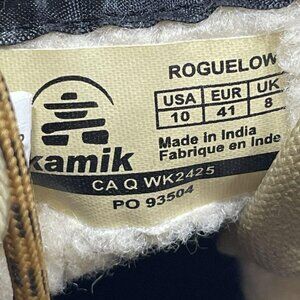 ROGUELOW
USA EUR UK
10 41 8
Made in India
Fabrique en Inde
kamik
CA Q WK2425
PO 93504